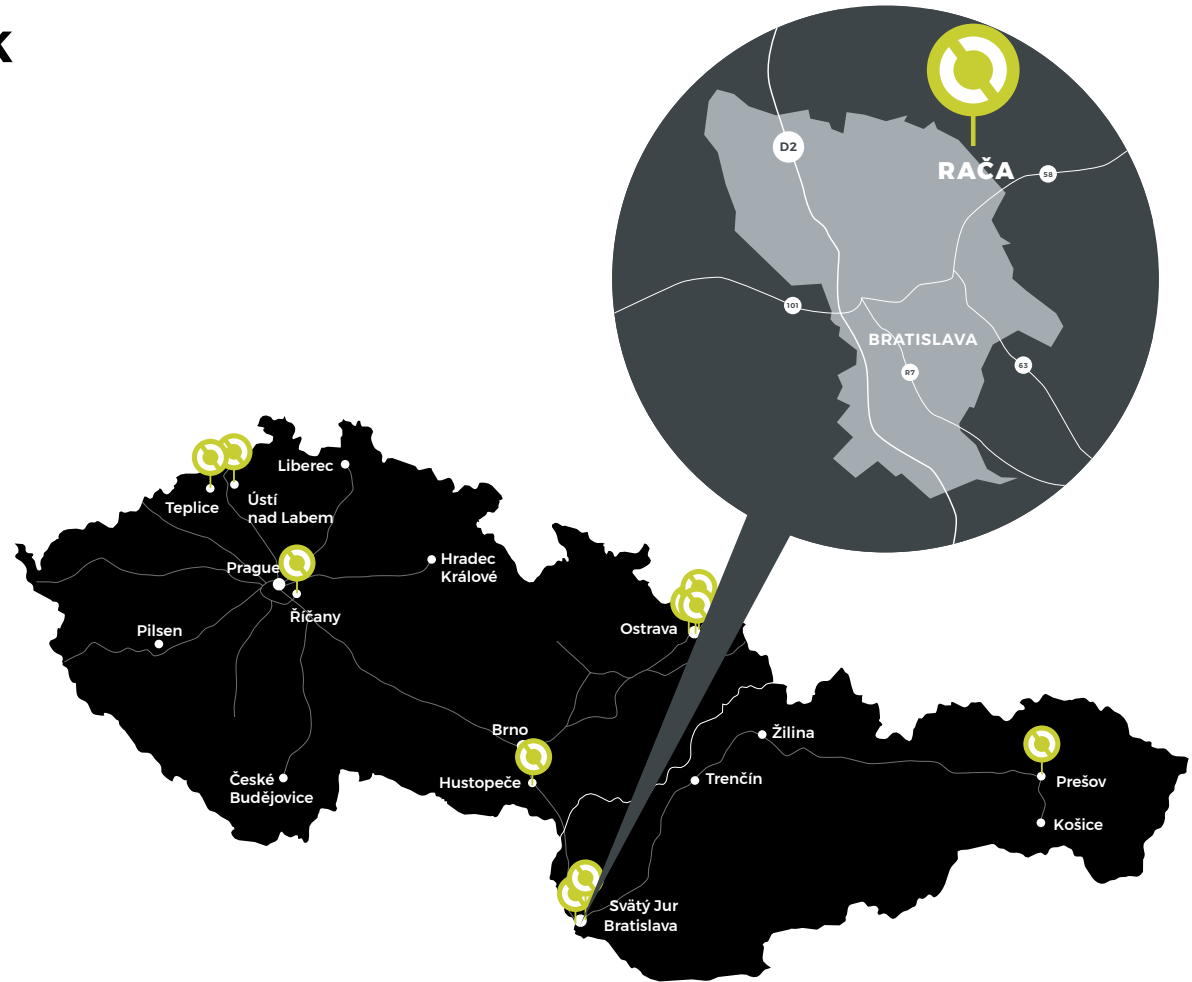 K
D2
RAČA
58
101
BRATISLAVA
R7
63
Liberec
Teplice
Ústí
nad Labem
Prague
Hradec
Králové
Říčany
Pilsen
Ostrava
Brno
Žilina
Hustopeče
Trenčín
České
Budějovice
Prešov
Košice
Svätý Jur
Bratislava